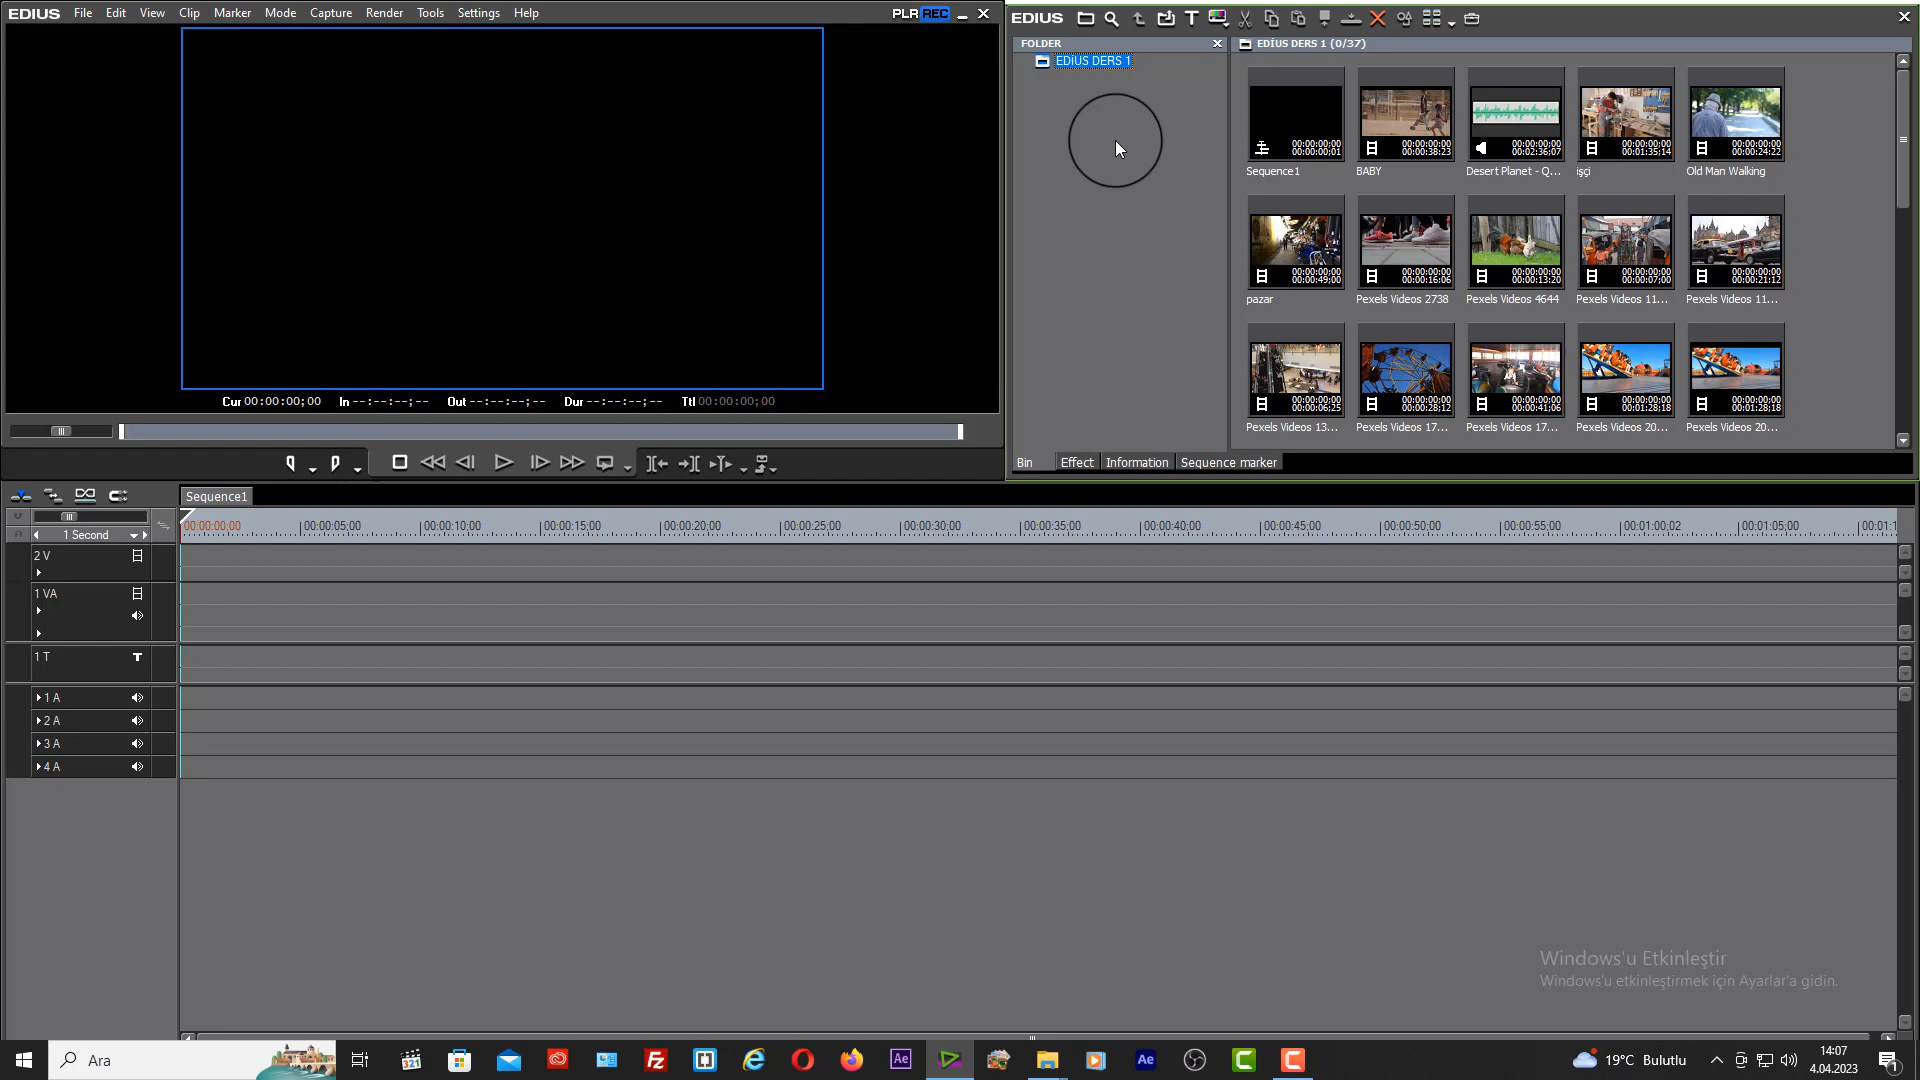 EDIUS File Edit View Clip Marker Mode Capture Render Tools Settings Help PLR REC
Cur 00:00:00;00 In --:--:--;-- Out --:--:--;-- Dur --:--:--;-- Ttl 00:00:00;00
EDIUS
FOLDER
EDİUS DERS 1 (0/37)
EDİUS DERS 1
00:00:00;00
00:00:00;01
Sequence1
00:00:00;00
00:00:38;23
BABY
00:00:00;00
00:02:36;07
Desert Planet - Q...
00:00:00;00
00:01:35;14
işçi
00:00:00;00
00:00:24;22
Old Man Walking
00:00:00;00
00:00:49;00
pazar
00:00:00;00
00:00:16;06
Pexels Videos 2738
00:00:00;00
00:00:13;20
Pexels Videos 4644
00:00:00;00
00:00:07;00
Pexels Videos 11...
00:00:00;00
00:00:21;12
Pexels Videos 11...
00:00:00;00
00:00:06;25
Pexels Videos 13...
00:00:00;00
00:00:28;12
Pexels Videos 17...
00:00:00;00
00:00:41;06
Pexels Videos 17...
00:00:00;00
00:01:28;18
Pexels Videos 20...
00:00:00;00
00:01:28;18
Pexels Videos 20...
Bin Effect Information Sequence marker
Sequence1
1 Second
00:00:00;00 00:00:05;00 00:00:10;00 00:00:15;00 00:00:20;00 00:00:25;00 00:00:30;00 00:00:35;00 00:00:40;00 00:00:45;00 00:00:50;00 00:00:55;00 00:01:00;02 00:01:05;00 00:01:1
2 V
1 VA
1 T
1 A
2 A
3 A
4 A
Windows'u Etkinleştir
Windows'u etkinleştirmek için Ayarlar'a gidin.
Ara
321
Fz
Ae
Ae
C
C
19°C Bulutlu
14:07
4.04.2023
1